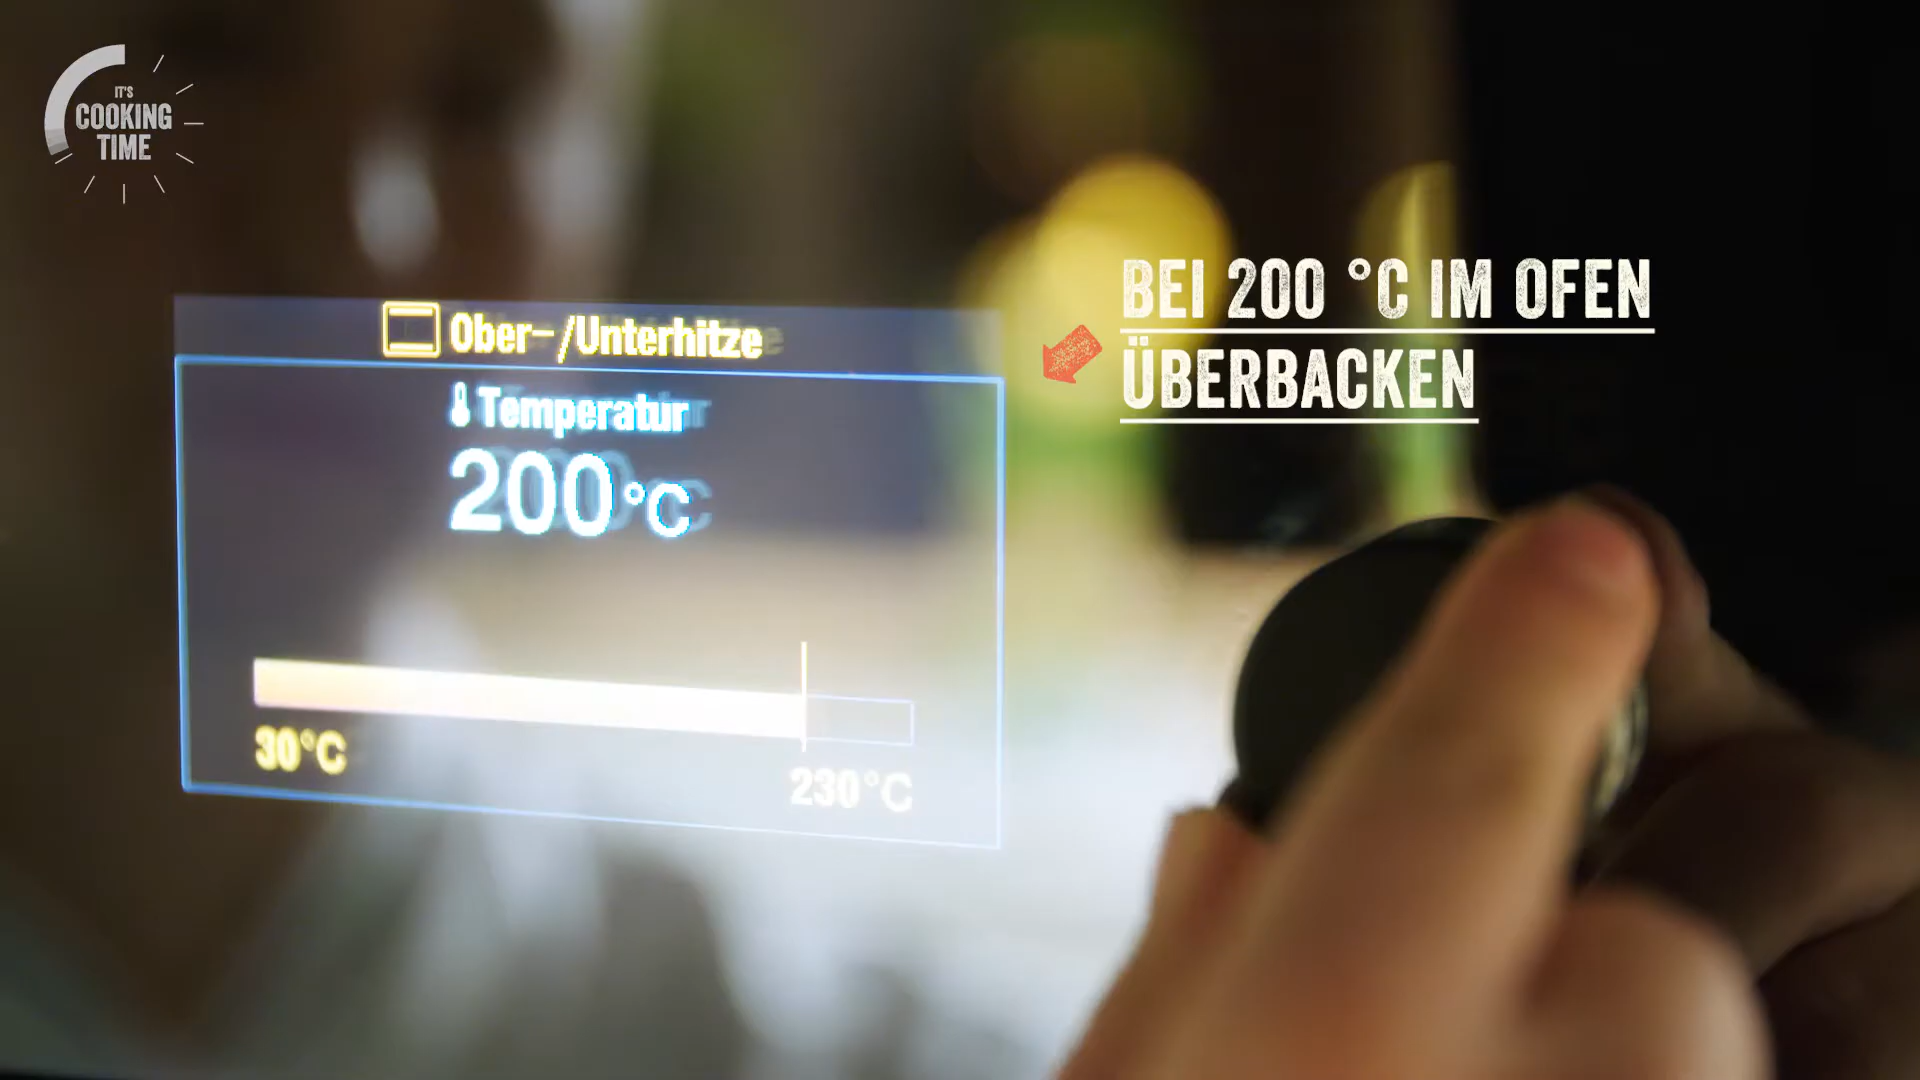 IT'S
COOKING
TIME
BEI 200 °C IM OFEN
ÜBERBACKEN
Ober-/Unterhitze
Temperatur
200°C
30°C
230°C